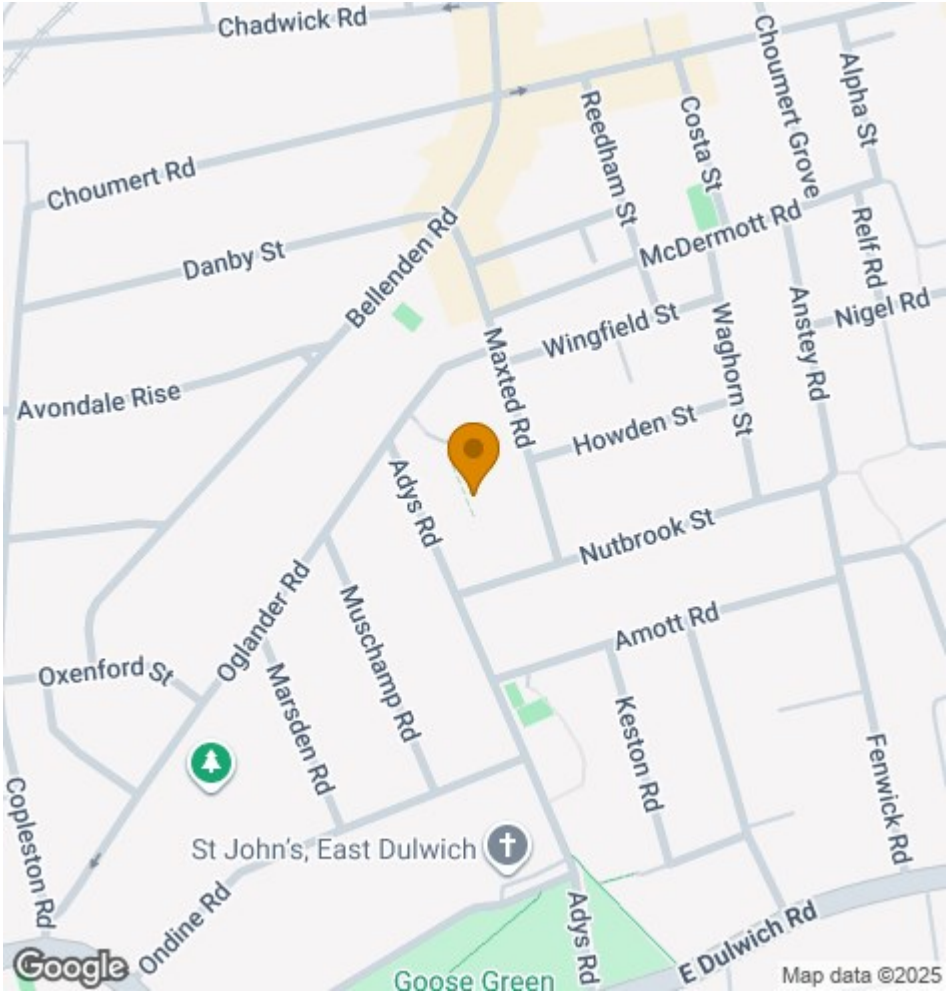 Chadwick Rd
Choumert Rd
Danby St
Bellenden Rd
Avondale Rise
Reedham St
Costa St
Choumert Grove
Alpha St
McDermott Rd
Relf Rd
Nigel Rd
Wingfield St
Waghorn St
Anstey Rd
Maxted Rd
Howden St
Adys Rd
Nutbrook St
Oglander Rd
Muschamp Rd
Amott Rd
Oxenford St
Marsden Rd
Keston Rd
Fenwick Rd
Copleston Rd
St John's, East Dulwich
Ondine Rd
Adys Rd
E Dulwich Rd
Goose Green
Google
Map data ©2025